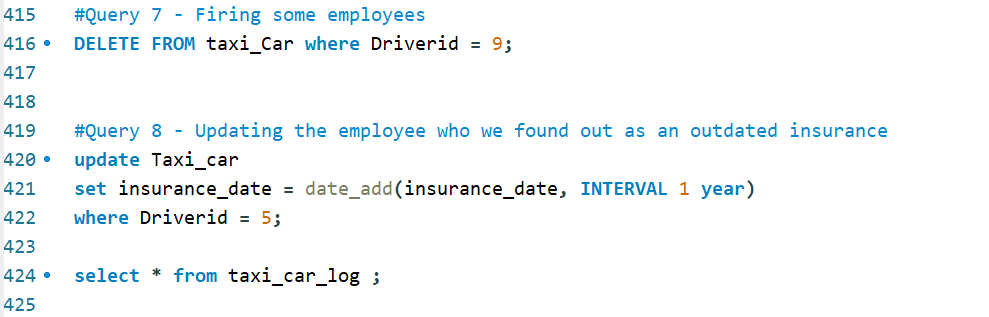 415 #Query 7 - Firing some employees
416 DELETE FROM taxi_Car where Driverid = 9;
417
418
419 #Query 8 - Updating the employee who we found out as an outdated insurance
420 update Taxi_car
421 set insurance_date = date_add(insurance_date, INTERVAL 1 year)
422 where Driverid = 5;
423
424 select * from taxi_car_log ;
425